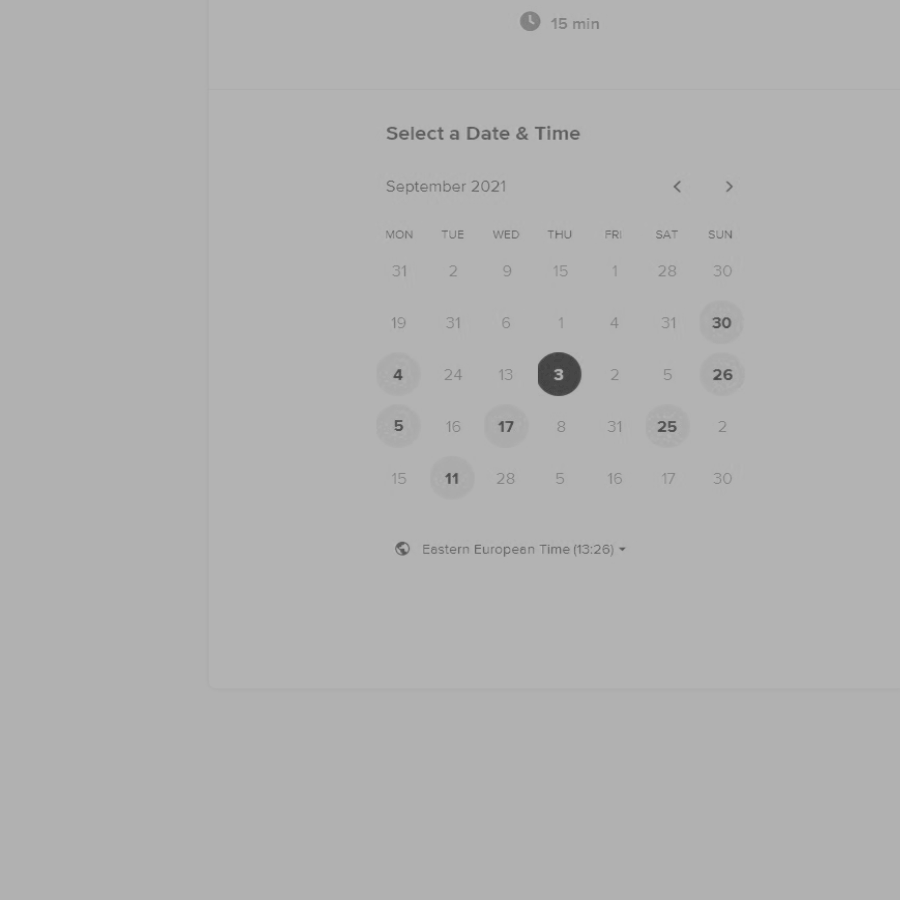 15 min
Select a Date & Time
September 2021
MON TUE WED THU FRI SAT SUN
31 2 9 15 1 28 30
19 31 6 1 4 31 30
4 24 13 3 2 5 26
5 16 17 8 31 25 2
15 11 28 5 16 17 30
Eastern European Time (13:26)